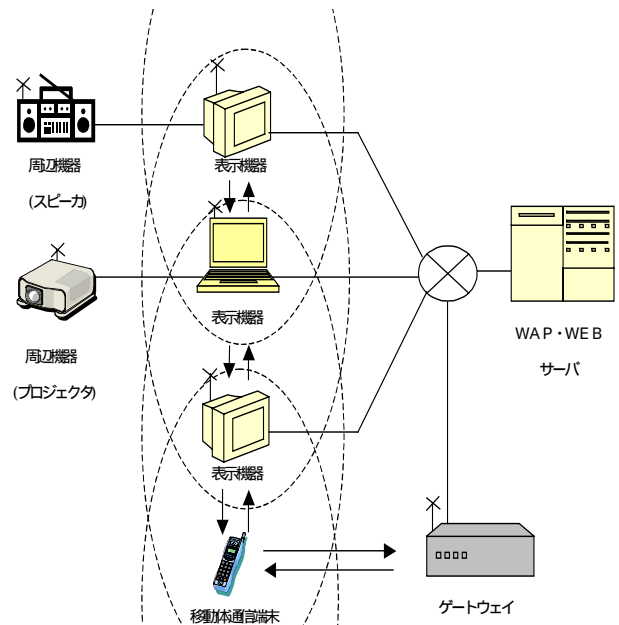 周辺機器
(スピーカ)
表示機器
表示機器
周辺機器
(プロジェクタ)
WAP・WEB
サーバ
表示機器
移動体通信端末
ゲートウェイ